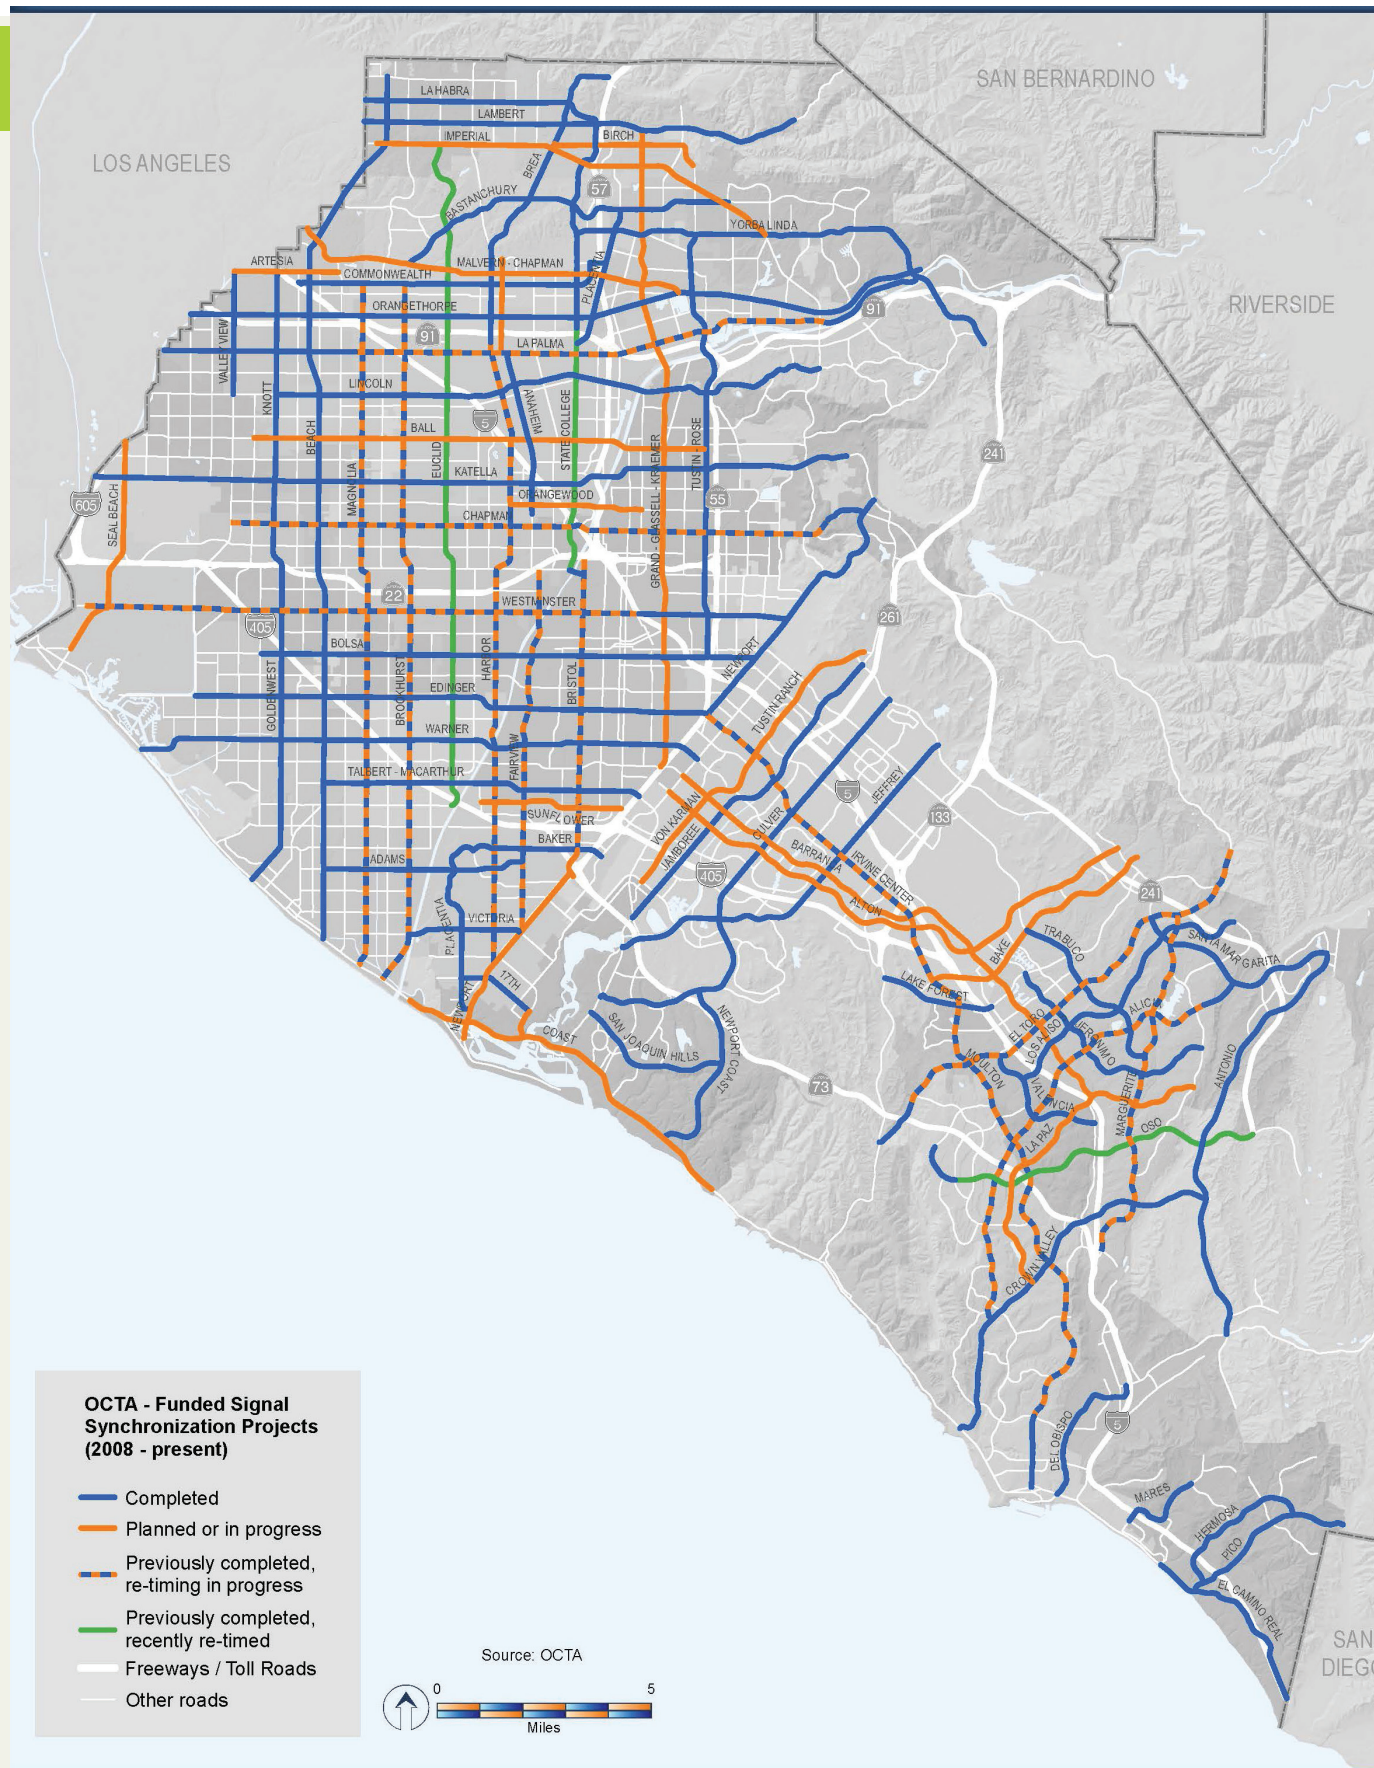 SAN BERNARDINO
LA HABRA
LAMBERT
IMPERIAL
BIRCH
LOS ANGELES
BREA
57
BASTANCHURY
YORBA LINDA
ARTESIA
MALVERN - CHAPMAN
COMMONWEALTH
PLACENTIA
RIVERSIDE
ORANGETHORPE
91
91
LA PALMA
VALLEY VIEW
LINCOLN
KNOTT
ANAHEIM
5
BALL
BEACH
EUCLID
STATE COLLEGE
TUSTIN - ROSE
241
KATELLA
MAGNOLIA
ORANGEWOOD
55
605
SEAL BEACH
CHAPMAN
GRAND - GLASSELL - KRAEMER
22
WESTMINSTER
261
405
BOLSA
HARBOR
NEWPORT
GOLDENWEST
BROOKHURST
EDINGER
BRISTOL
TUSTIN RANCH
WARNER
FAIRVIEW
TALBERT - MACARTHUR
5
JEFFREY
SUNFLOWER
VON KARMAN
CULVER
133
BAKER
JAMBOREE
BARRANCA
IRVINE CENTER
ADAMS
405
241
ALTON
PLACENTIA
VICTORIA
TRABUCO
SANTA MARGARITA
BAKE
17TH
LAKE FOREST
NEWPORT
ALICIA
COAST
SAN JOAQUIN HILLS
NEWPORT COAST
EL TORO
LOS ALISO
JERONIMO
MOULTON
ANTONIO
73
VALENCIA
MARGUERITE
LA PAZ
OSO
CROWN VALLEY
DEL OBISPO
5
MARES
HERMOSA
PICO
EL CAMINO REAL
SAN
DIEGO
OCTA - Funded Signal
Synchronization Projects
(2008 - present)
Completed
Planned or in progress
Previously completed,
re-timing in progress
Previously completed,
recently re-timed
Freeways / Toll Roads
Other roads
Source: OCTA
0 5
Miles